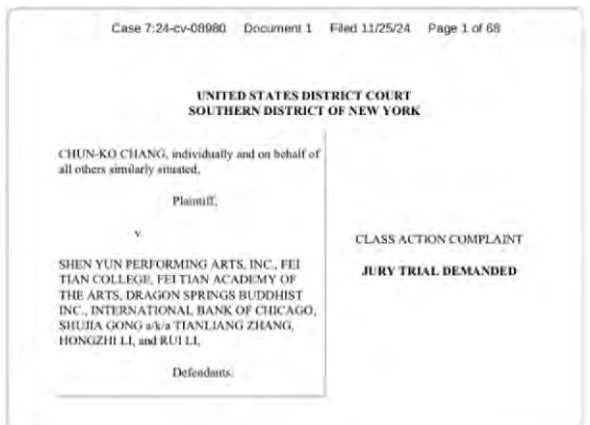 Case 7:24-cv-08980 Document 1 Filed 11/25/24 Page 1 of 68
UNITED STATES DISTRICT COURT
SOUTHERN DISTRICT OF NEW YORK
CHUN-KO CHANG, individually and on behalf of
all others similarly situated,
Plaintiff,
v.
SHEN YUN PERFORMING ARTS, INC., FEI
TIAN COLLEGE, FEI TIAN ACADEMY OF
THE ARTS, DRAGON SPRINGS BUDDHIST
INC., INTERNATIONAL BANK OF CHICAGO,
SHUJIA GONG a/k/a TIANLIANG ZHANG,
HONGZHI LI, and RUI LI,
Defendants.
CLASS ACTION COMPLAINT
JURY TRIAL DEMANDED